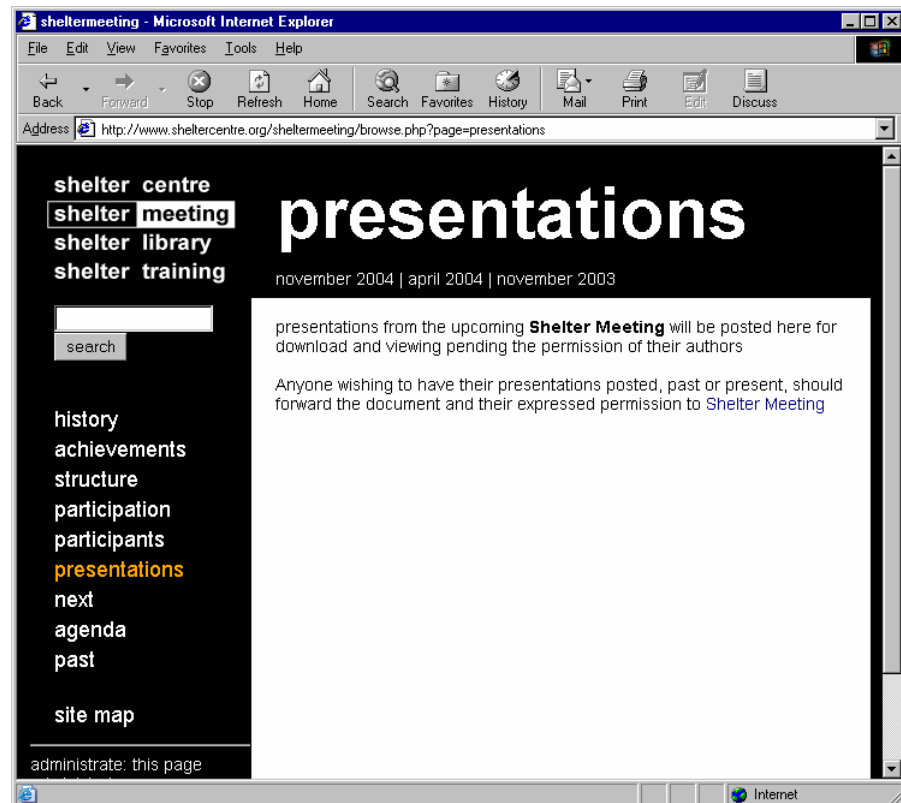 sheltermeeting - Microsoft Internet Explorer
File Edit View Favorites Tools Help
Back Forward Stop Refresh Home Search Favorites History Mail Print Edit Discuss
Address http://www.sheltercentre.org/sheltermeeting/browse.php?page=presentations
shelter centre
shelter meeting
shelter library
shelter training
presentations
november 2004 | april 2004 | november 2003
search
presentations from the upcoming Shelter Meeting will be posted here for
download and viewing pending the permission of their authors
Anyone wishing to have their presentations posted, past or present, should
forward the document and their expressed permission to Shelter Meeting
history
achievements
structure
participation
participants
presentations
next
agenda
past
site map
administrate: this page
Internet